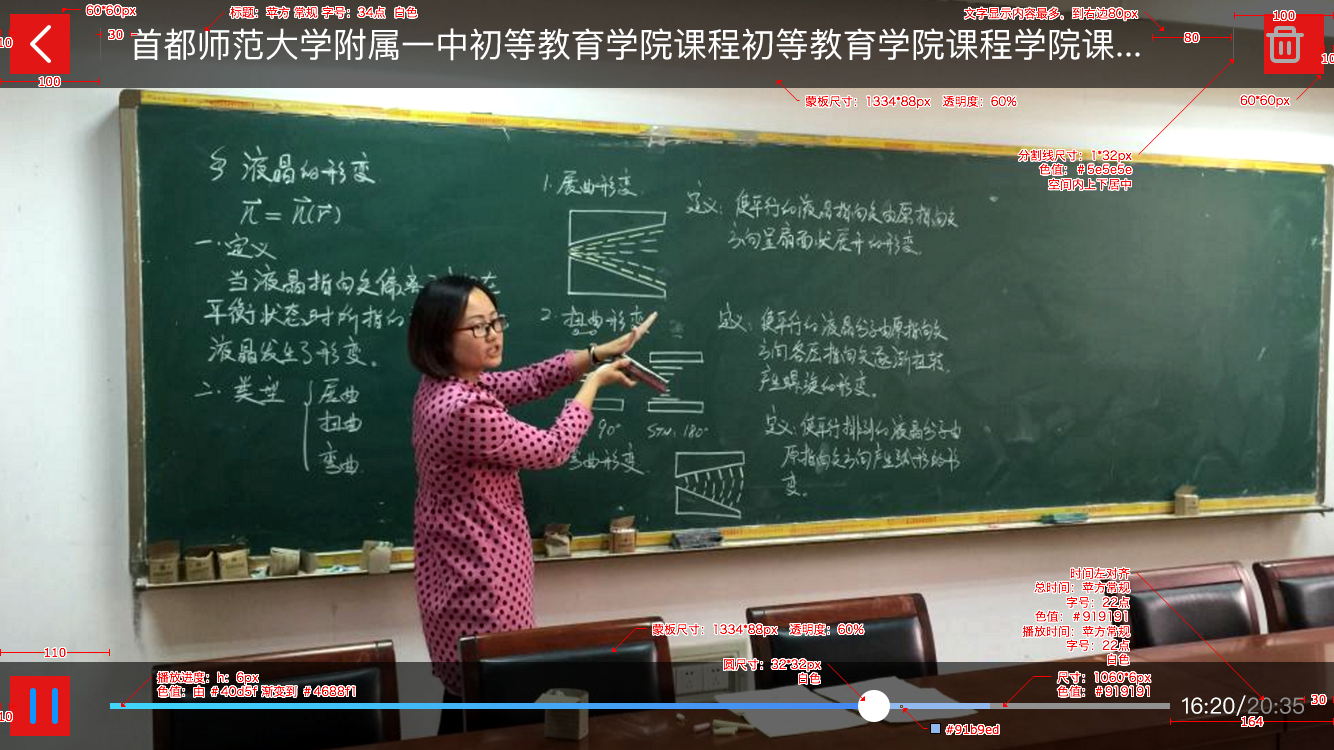 60*60px
标题：苹方 常规 字号：34点 白色
文字显示内容最多，到右边80px
100
30
首都师范大学附属一中初等教育学院课程初等教育学院课程学院课...
80
10
10
100
蒙板尺寸：1334*88px 透明度：60%
60*60px
分割线尺寸：1*32px
色值：#5e5e5e
空间内上下居中
§ 液晶的形变
n = n(r)
一.定义
当液晶指向矢偏离
平衡状态时所指的
液晶发生了形变。
二.类型
展曲
扭曲
弯曲
1.展曲形变
定义：使平行的液晶指向矢由原指向矢
方向呈扇面状展开的形变。
2.扭曲形变
定义：使平行的液晶分子由原指向矢
方向各压指向矢逐渐扭转，
产生螺旋的形变。
90°
STN：180°
弯曲形变
定义：使平行排列的液晶分子由
原指向矢方向产生弧形的形
变。
时间左对齐
总时间：苹方常规
字号：22点
色值：#919191
播放时间：苹方常规
字号：22点
白色
蒙板尺寸：1334*88px 透明度：60%
110
播放进度：h：6px
色值：由 #40d5f 渐变到 #4688f1
圆尺寸：32*32px
白色
尺寸：1060*6px
色值：#919191
10
16:20/20:35
30
164
#91b9ed